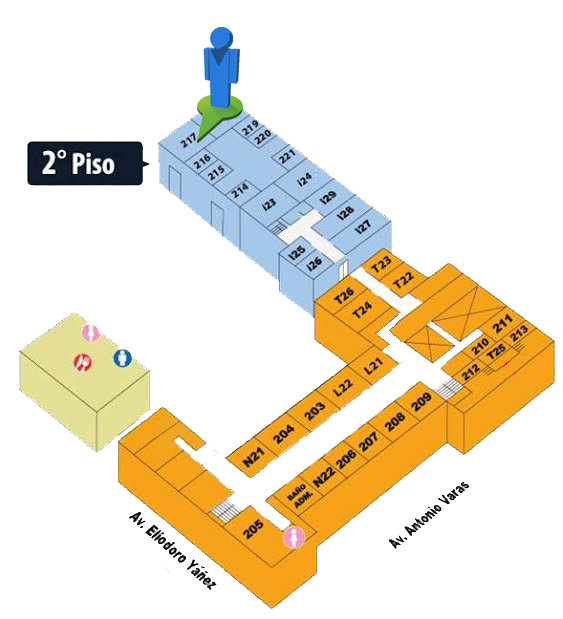 217
219
220
221
216
215
214
2° Piso
I23
I24
I29
I28
I27
I25
I26
T23
T22
T26
T24
211
213
210
T25
212
L21
L22
203
204
N21
209
208
207
206
N22
BAÑO
ADM.
205
Av. Eliodoro Yáñez
Av. Antonio Varas